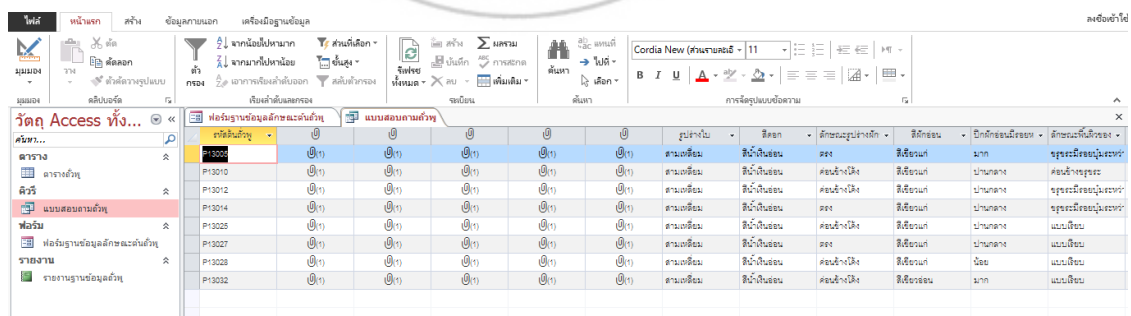 ไฟล์ หน้าแรก สร้าง ข้อมูลภายนอก เครื่องมือฐานข้อมูล ลงชื่อเข้าใช้
ตัด จากน้อยไปหามาก ส่วนที่เลือก สร้าง ผลรวม แทนที่ Cordia New (ส่วนรายละเอี 11
มุมมอง วาง คัดลอก ตัวกรอง จากมากไปหาน้อย ขั้นสูง รีเฟรชทั้งหมด บันทึก การสะกด ค้นหา ไปที่
ตัวคัดวางรูปแบบ เอาการเรียงลำดับออก สลับตัวกรอง ลบ เพิ่มเติม เลือก B I U A
มุมมอง คลิปบอร์ด เรียงลำดับและกรอง ระเบียน ค้นหา การจัดรูปแบบข้อความ
วัตถุ Access ทั้ง...
ค้นหา...
ตาราง
ตารางถั่วพู
คิวรี
แบบสอบถามถั่วพู
ฟอร์ม
ฟอร์มฐานข้อมูลลักษณะต้นถั่วพู
รายงาน
รายงานฐานข้อมูลถั่วพู
ฟอร์มฐานข้อมูลลักษณะต้นถั่วพู แบบสอบถามถั่วพู
รหัสต้นถั่วพู รูปร่างใบ สีดอก ลักษณะรูปร่างฝัก สีฝักอ่อน ปีกฝักอ่อนมีรอยห ลักษณะพื้นผิวของ
P13005 (1) (1) (1) (1) (1) สามเหลี่ยม สีน้ำเงินอ่อน ตรง สีเขียวแก่ มาก ขรุขระมีรอยนุ่มระหว่า
P13010 (1) (1) (1) (1) (1) สามเหลี่ยม สีน้ำเงินอ่อน ค่อนข้างโค้ง สีเขียวแก่ ปานกลาง ค่อนข้างขรุขระ
P13012 (1) (1) (1) (1) (1) สามเหลี่ยม สีน้ำเงินอ่อน ค่อนข้างโค้ง สีเขียวแก่ ปานกลาง ขรุขระมีรอยนุ่มระหว่า
P13014 (1) (1) (1) (1) (1) สามเหลี่ยม สีน้ำเงินอ่อน ตรง สีเขียวแก่ ปานกลาง ขรุขระมีรอยนุ่มระหว่า
P13025 (1) (1) (1) (1) (1) สามเหลี่ยม สีน้ำเงินอ่อน ค่อนข้างโค้ง สีเขียวแก่ ปานกลาง แบบเรียบ
P13027 (1) (1) (1) (1) (1) สามเหลี่ยม สีน้ำเงินอ่อน ตรง สีเขียวแก่ ปานกลาง แบบเรียบ
P13028 (1) (1) (1) (1) (1) สามเหลี่ยม สีน้ำเงินอ่อน ค่อนข้างโค้ง สีเขียวแก่ น้อย แบบเรียบ
P13032 (1) (1) (1) (1) (1) สามเหลี่ยม สีน้ำเงินอ่อน ค่อนข้างโค้ง สีเขียวอ่อน มาก แบบเรียบ